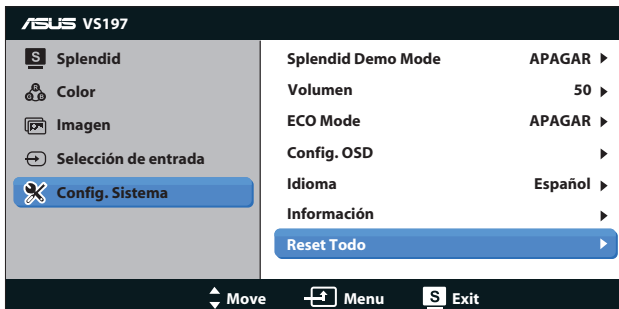 ASUS VS197
S Splendid
Color
Imagen
Selección de entrada
Config. Sistema
Splendid Demo Mode APAGAR
Volumen 50
ECO Mode APAGAR
Config. OSD
Idioma Español
Información
Reset Todo
Move Menu S Exit